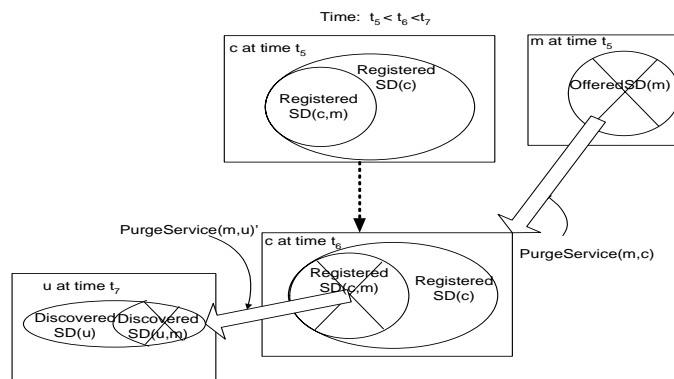 Time: t5 < t6 <t7
c at time t5
m at time t5
Registered
SD(c)
Registered
SD(c,m)
OfferedSD(m)
PurgeService(m,u)'
c at time t6
PurgeService(m,c)
Registered
SD(c,m)
Registered
SD(c)
u at time t7
Discovered
SD(u)
Discovered
SD(u,m)